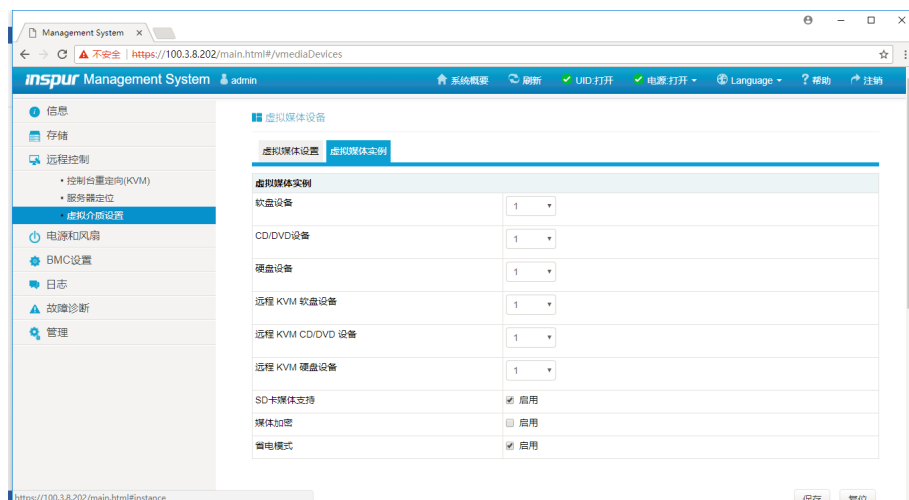 Management System
不安全 | https://100.3.8.202/main.html#/vmediaDevices
inspur Management System admin 系统概要 刷新 UID:打开 电源:打开 Language 帮助 注销
信息
存储
远程控制
• 控制台重定向(KVM)
• 服务器定位
• 虚拟介质设置
电源和风扇
BMC设置
日志
故障诊断
管理
虚拟媒体设备
虚拟媒体设置 虚拟媒体实例
虚拟媒体实例
软盘设备 1
CD/DVD设备 1
硬盘设备 1
远程 KVM 软盘设备 1
远程 KVM CD/DVD 设备 1
远程 KVM 硬盘设备 1
SD卡媒体支持 启用
媒体加密 启用
省电模式 启用
保存 复位
https://100.3.8.202/main.html#instance